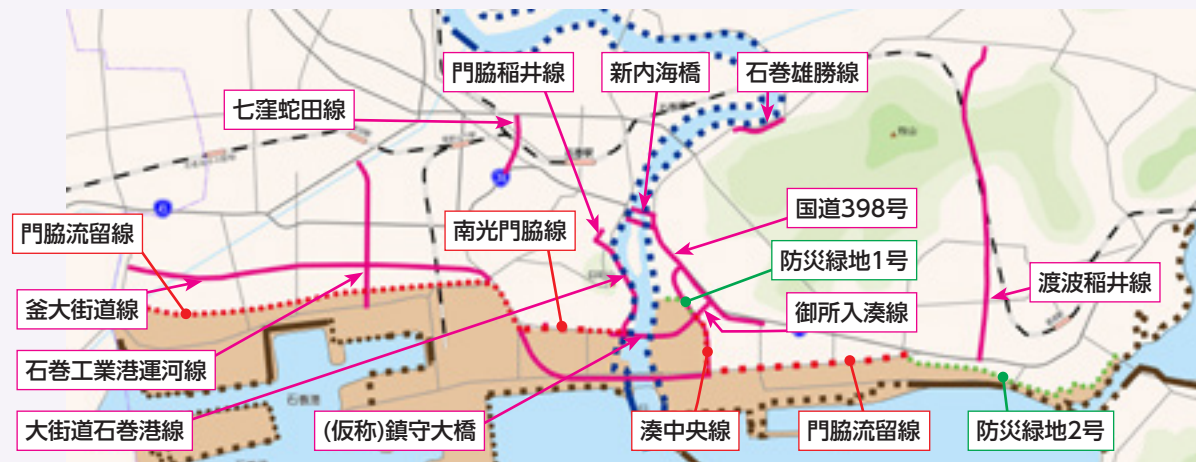 門脇稲井線
新内海橋
石巻雄勝線
七窪蛇田線
国道398号
門脇流留線
南光門脇線
防災緑地1号
渡波稲井線
釜大街道線
御所入湊線
石巻工業港運河線
大街道石巻港線
(仮称)鎮守大橋
湊中央線
門脇流留線
防災緑地2号
石巻港